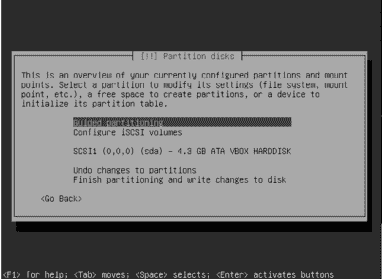 [!!] Partition disks
This is an overview of your currently configured partitions and mount
points. Select a partition to modify its settings (file system, mount
point, etc.), a free space to create partitions, or a device to
initialize its partition table.
Guided partitioning
Configure iSCSI volumes
SCSI1 (0,0,0) (sda) - 4.3 GB ATA VBOX HARDDISK
Undo changes to partitions
Finish partitioning and write changes to disk
<Go Back>
<F1> for help; <Tab> moves; <Space> selects; <Enter> activates buttons